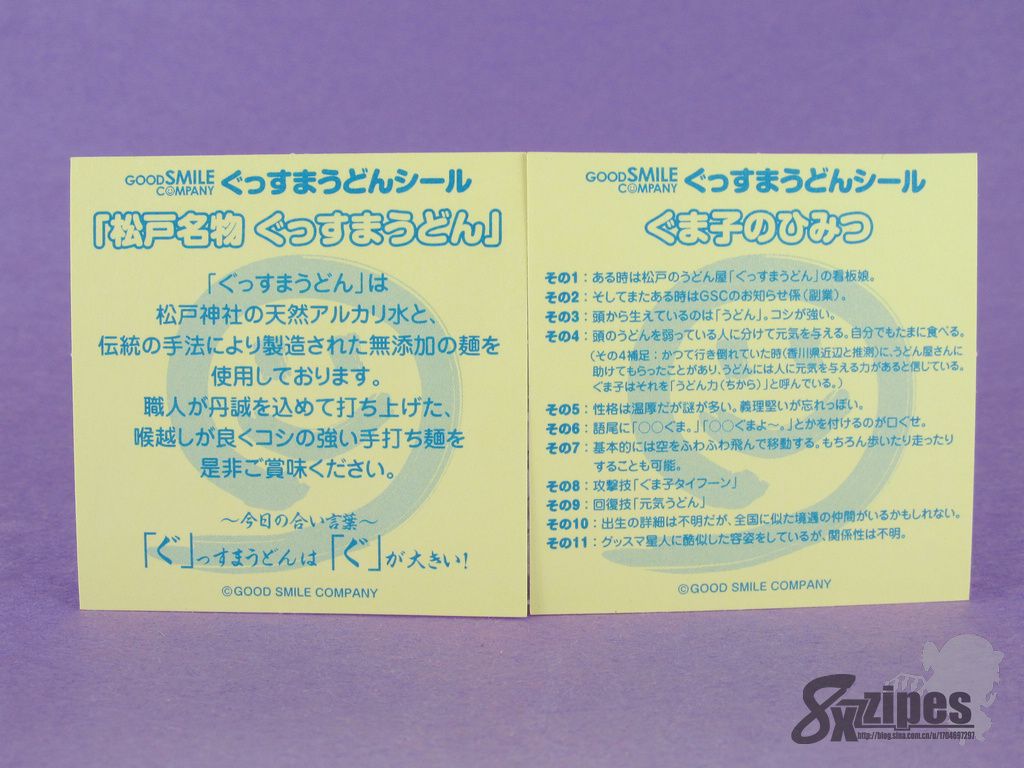 GOOD SMILE COMPANY ぐっすまうどんシール
「松戸名物 ぐっすまうどん」
「ぐっすまうどん」は
松戸神社の天然アルカリ水と、
伝統の手法により製造された無添加の麺を
使用しております。
職人が丹誠を込めて打ち上げた、
喉越しが良くコシの強い手打ち麺を
是非ご賞味ください。
～今日の合い言葉～
「ぐ」っすまうどんは「ぐ」が大きい!
©GOOD SMILE COMPANY
GOOD SMILE COMPANY ぐっすまうどんシール
ぐま子のひみつ
その1：ある時は松戸のうどん屋「ぐっすまうどん」の看板娘。
その2：そしてまたある時はGSCのお知らせ係(副業)。
その3：頭から生えているのは「うどん」。コシが強い。
その4：頭のうどんを弱っている人に分けて元気を与える。自分でもたまに食べる。
(その4補足：かつて行き倒れていた時(香川県近辺と推測)に、うどん屋さんに
助けてもらったことがあり、うどんには人に元気を与える力があると信じている。
ぐま子はそれを「うどん力(ちから)」と呼んでいる。)
その5：性格は温厚だが謎が多い。義理堅いが忘れっぽい。
その6：語尾に「○○ぐま。」「○○ぐまよ～。」とかを付けるのが口ぐせ。
その7：基本的には空をふわふわ飛んで移動する。もちろん歩いたり走ったり
することも可能。
その8：攻撃技「ぐま子タイフーン」
その9：回復技「元気うどん」
その10：出生の詳細は不明だが、全国に似た境遇の仲間がいるかもしれない。
その11：グッスマ星人に酷似した容姿をしているが、関係性は不明。
©GOOD SMILE COMPANY
8xzipes
http://blog.sina.com.cn/u/1704697297